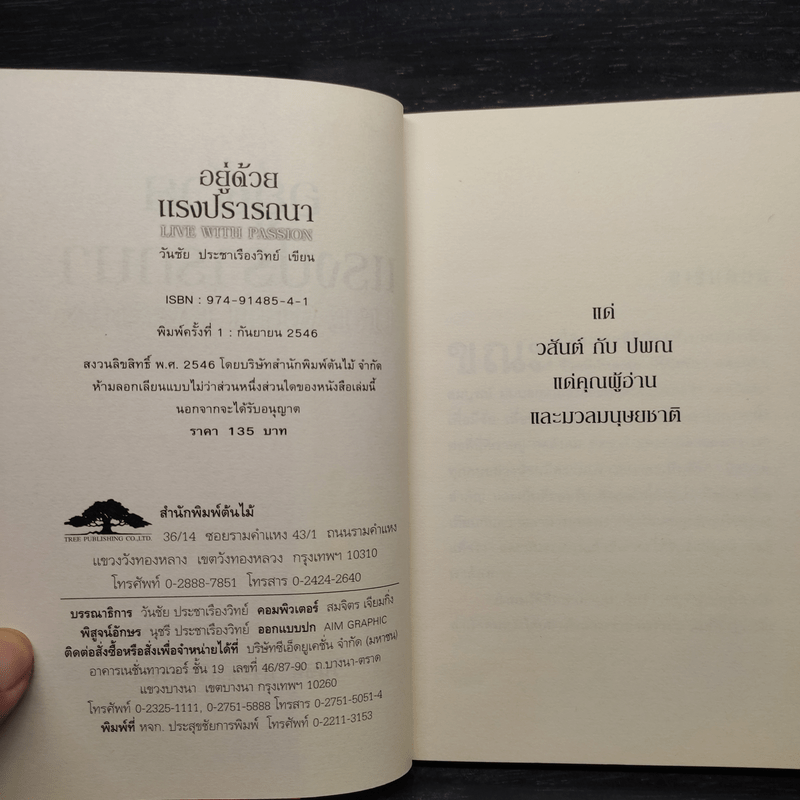 อยู่ด้วย
แรงปรารถนา
LIVE WITH PASSION
วันชัย ประชาเรืองวิทย์ เขียน
ISBN : 974-91485-4-1
พิมพ์ครั้งที่ 1 : กันยายน 2546
สงวนลิขสิทธิ์ พ.ศ. 2546 โดยบริษัทสำนักพิมพ์ต้นไม้ จำกัด
ห้ามลอกเลียนแบบไม่ว่าส่วนหนึ่งส่วนใดของหนังสือเล่มนี้
นอกจากจะได้รับอนุญาต
ราคา 135 บาท
TREE PUBLISHING CO.,LTD.
สำนักพิมพ์ต้นไม้
36/14 ซอยรามคำแหง 43/1 ถนนรามคำแหง
แขวงวังทองหลาง เขตวังทองหลวง กรุงเทพฯ 10310
โทรศัพท์ 0-2888-7851 โทรสาร 0-2424-2640
บรรณาธิการ วันชัย ประชาเรืองวิทย์ คอมพิวเตอร์ สมจิตร เจียมกิ่ง
พิสูจน์อักษร นุชรี ประชาเรืองวิทย์ ออกแบบปก AIM GRAPHIC
ติดต่อสั่งซื้อหรือสั่งเพื่อจำหน่ายได้ที่ บริษัทซีเอ็ดยูเคชั่น จำกัด (มหาชน)
อาคารเนชั่นทาวเวอร์ ชั้น 19 เลขที่ 46/87-90 ถ.บางนา-ตราด
แขวงบางนา เขตบางนา กรุงเทพฯ 10260
โทรศัพท์ 0-2325-1111, 0-2751-5888 โทรสาร 0-2751-5051-4
พิมพ์ที่ หจก. ประสุขชัยการพิมพ์ โทรศัพท์ 0-2211-3153
แด่
วสันต์ กับ ปพณ
แด่คุณผู้อ่าน
และมวลมนุษยชาติ